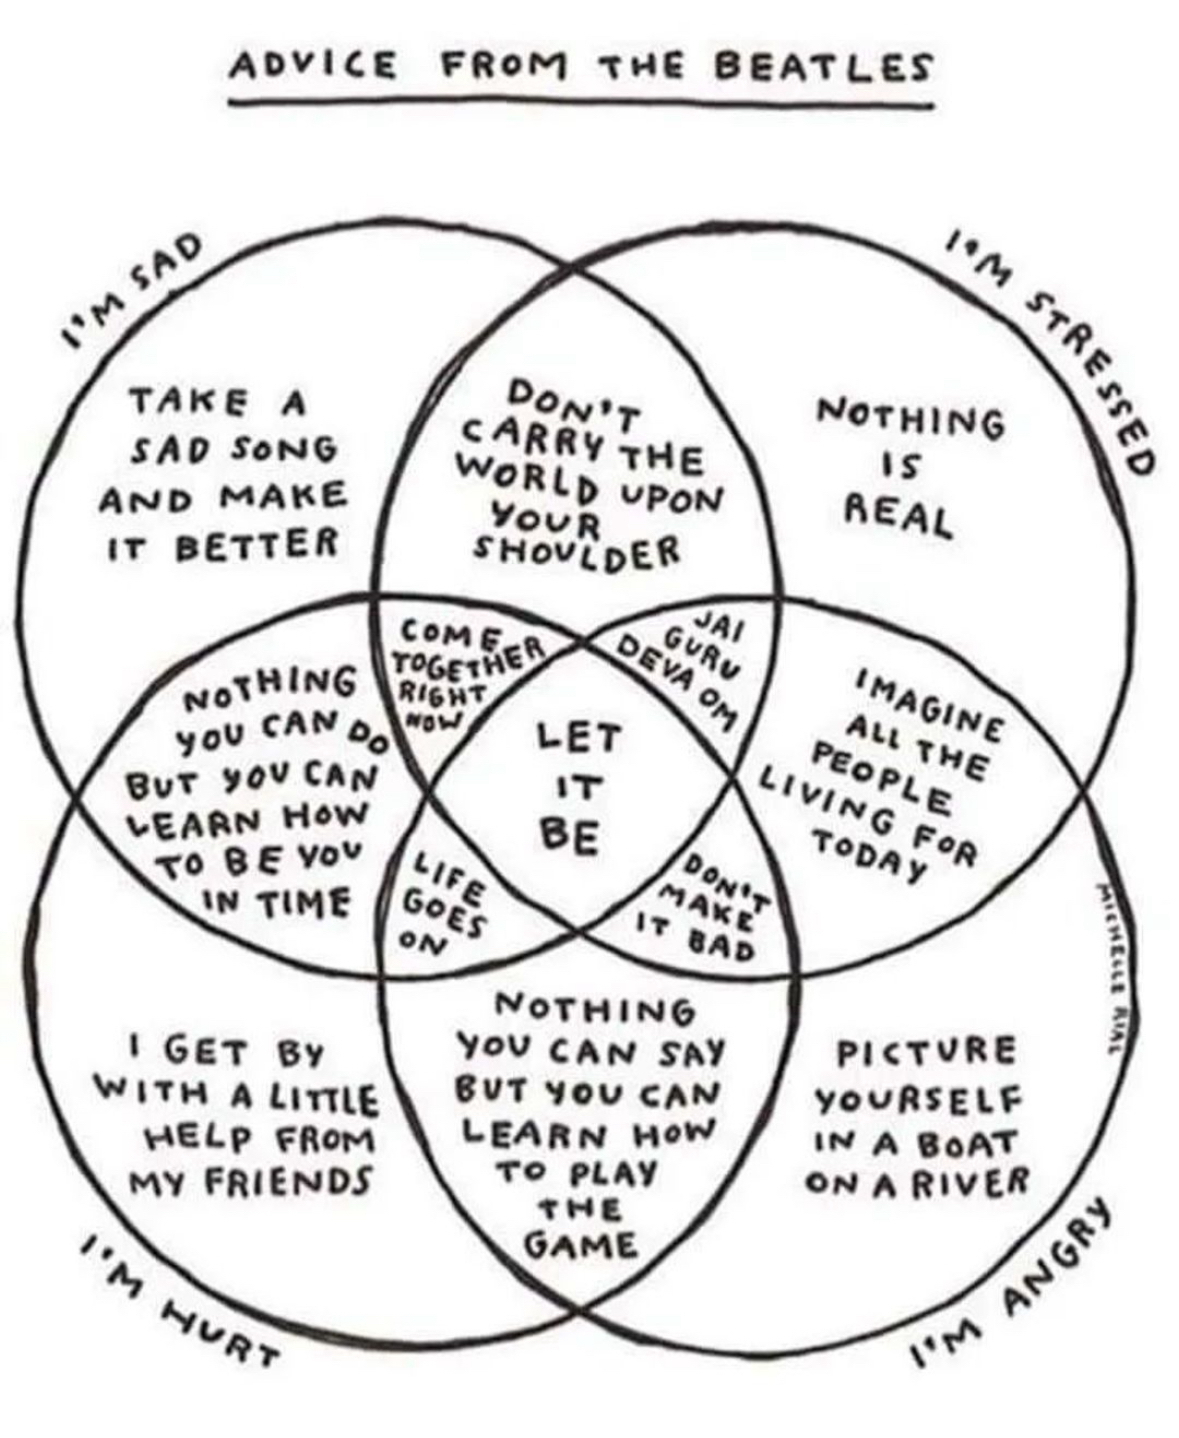 ADVICE FROM THE BEATLES
I'M SAD
I'M STRESSED
TAKE A
SAD SONG
AND MAKE
IT BETTER
DON'T
CARRY THE
WORLD UPON
YOUR
SHOULDER
NOTHING
IS
REAL
COME
TOGETHER
RIGHT
NOW
JAI
GURU
DEVA OM
NOTHING
YOU CAN DO
BUT YOU CAN
LEARN HOW
TO BE YOU
IN TIME
LET
IT
BE
IMAGINE
ALL THE
PEOPLE
LIVING FOR
TODAY
LIFE
GOES
ON
DON'T
MAKE
IT BAD
MICHELLE RIAL
I GET BY
WITH A LITTLE
HELP FROM
MY FRIENDS
NOTHING
YOU CAN SAY
BUT YOU CAN
LEARN HOW
TO PLAY
THE
GAME
PICTURE
YOURSELF
IN A BOAT
ON A RIVER
I'M HURT
I'M ANGRY